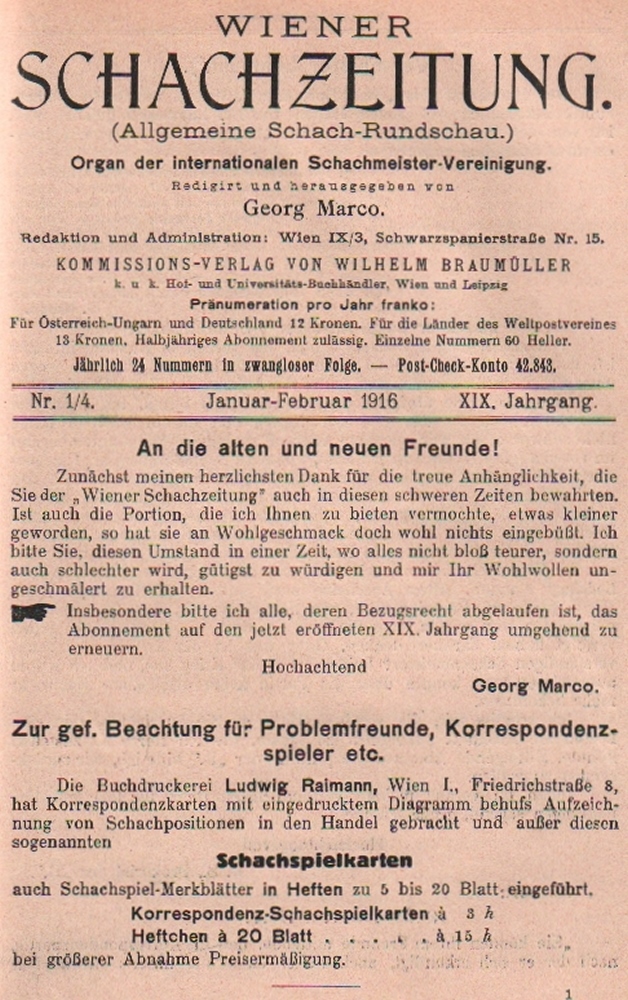 WIENER
SCHACHZEITUNG.
(Allgemeine Schach-Rundschau.)
Organ der internationalen Schachmeister-Vereinigung.
Redigirt und herausgegeben von
Georg Marco.
Redaktion und Administration: Wien IX/3, Schwarzspanierstraße Nr. 15.
KOMMISSIONS-VERLAG VON WILHELM BRAUMÜLLER
k. u. k. Hof- und Universitäts-Buchhändler, Wien und Leipzig
Pränumeration pro Jahr franko:
Für Österreich-Ungarn und Deutschland 12 Kronen. Für die Länder des Weltpostvereines
13 Kronen. Halbjähriges Abonnement zulässig. Einzelne Nummern 60 Heller.
Jährlich 24 Nummern in zwangloser Folge. — Post-Check-Konto 42.843.
Nr. 1/4. Januar-Februar 1916 XIX. Jahrgang.
An die alten und neuen Freunde!
Zunächst meinen herzlichsten Dank für die treue Anhänglichkeit, die
Sie der „Wiener Schachzeitung" auch in diesen schweren Zeiten bewahrten.
Ist auch die Portion, die ich Ihnen zu bieten vermochte, etwas kleiner
geworden, so hat sie an Wohlgeschmack doch wohl nichts eingebüßt. Ich
bitte Sie, diesen Umstand in einer Zeit, wo alles nicht bloß teurer, sondern
auch schlechter wird, gütigst zu würdigen und mir Ihr Wohlwollen un-
geschmälert zu erhalten.
Insbesondere bitte ich alle, deren Bezugsrecht abgelaufen ist, das
Abonnement auf den jetzt eröffneten XIX. Jahrgang umgehend zu
erneuern.
Hochachtend
Georg Marco.
Zur gef. Beachtung für Problemfreunde, Korrespondenz-
spieler etc.
Die Buchdruckerei Ludwig Raimann, Wien I., Friedrichstraße 8,
hat Korrespondenzkarten mit eingedrucktem Diagramm behufs Aufzeich-
nung von Schachpositionen in den Handel gebracht und außer diesen
sogenannten
Schachspielkarten
auch Schachspiel-Merkblätter in Heften zu 5 bis 20 Blatt eingeführt.
Korrespondenz-Schachspielkarten à 3 h
Heftchen à 20 Blatt . . . . . à 15 h
bei größerer Abnahme Preisermäßigung.
1